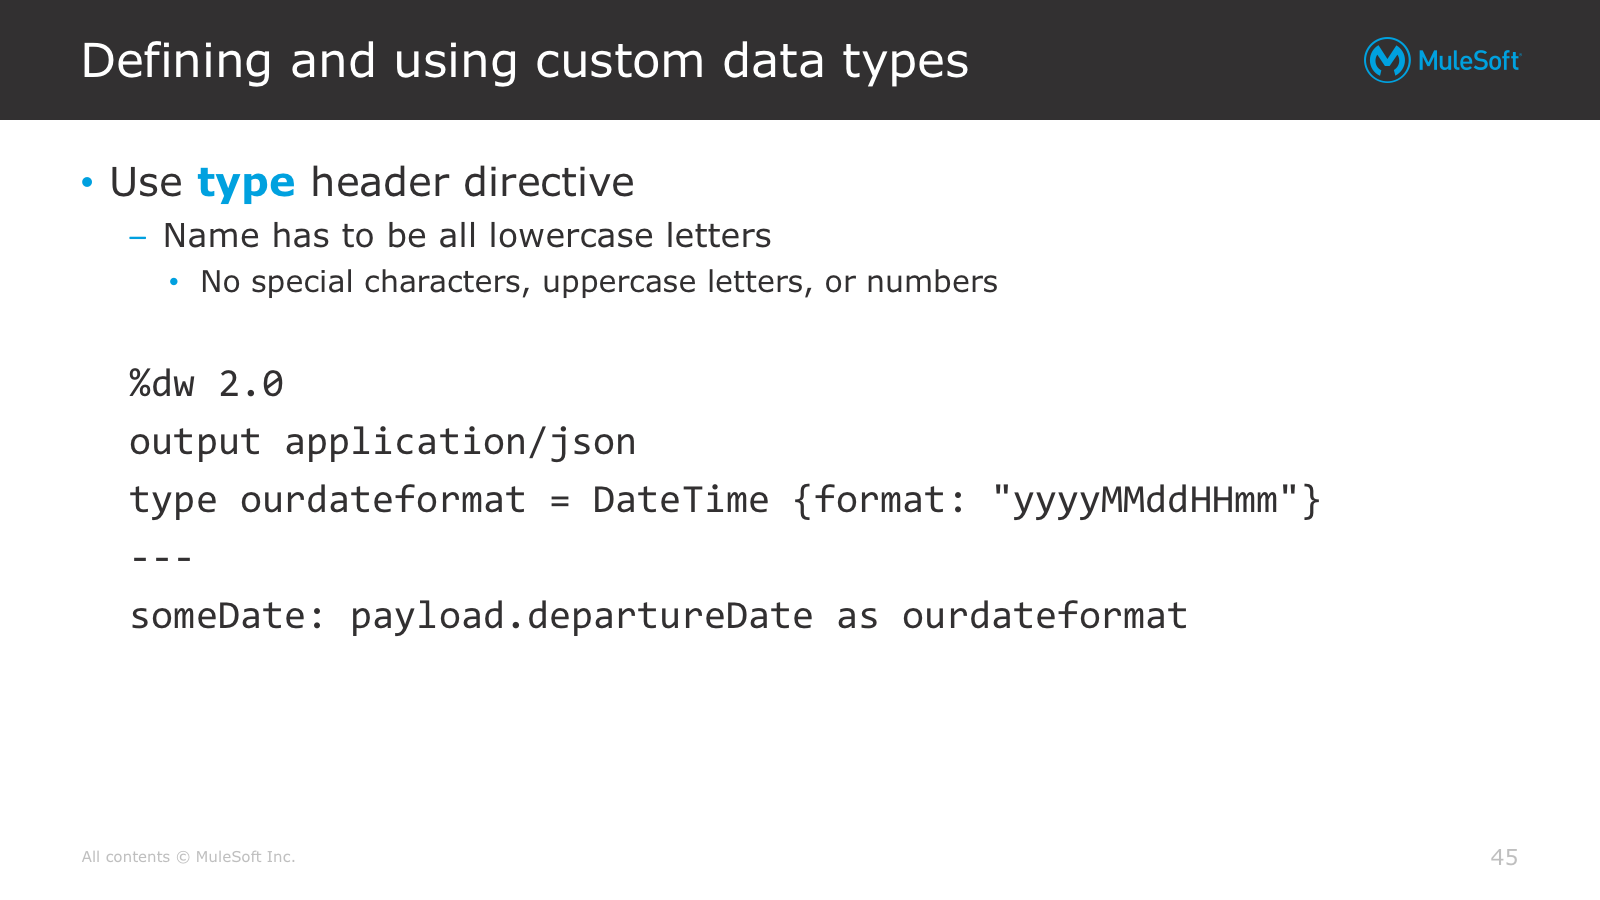 Defining and using custom data types
MuleSoft
• Use type header directive
– Name has to be all lowercase letters
• No special characters, uppercase letters, or numbers
%dw 2.0
output application/json
type ourdateformat = DateTime {format: "yyyyMMddHHmm"}
---
someDate: payload.departureDate as ourdateformat
All contents © MuleSoft Inc.
45